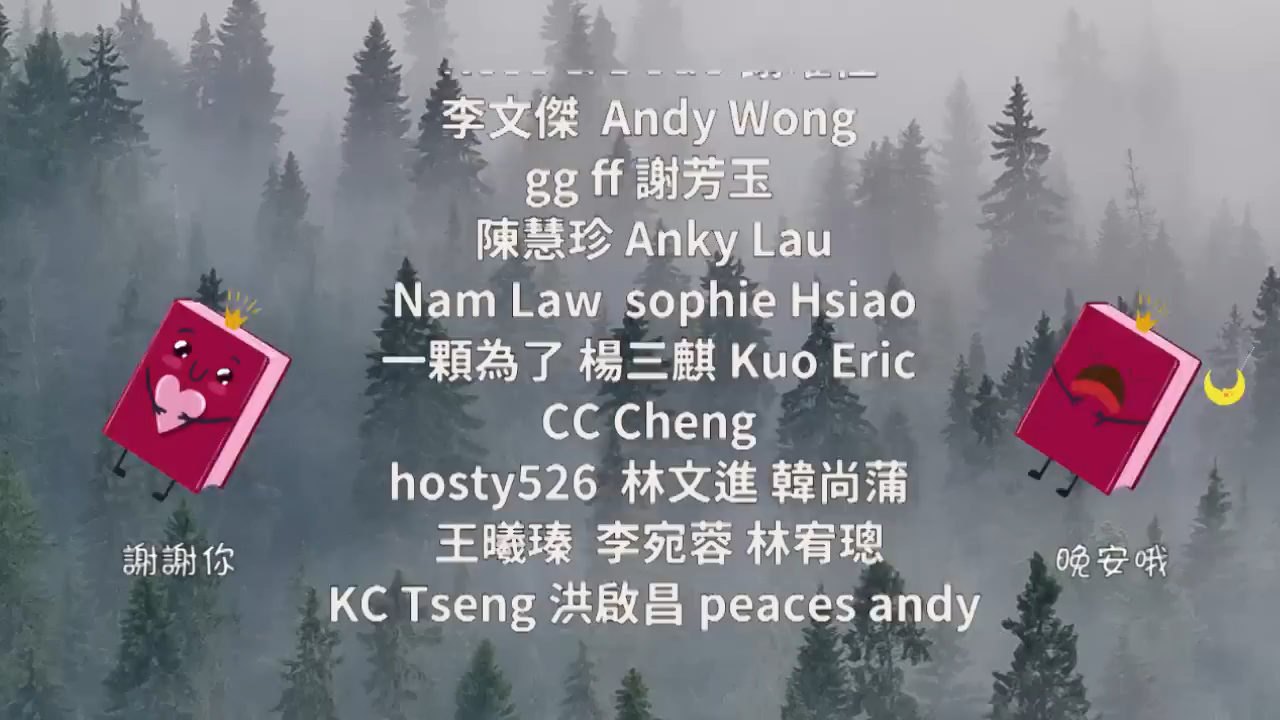 李文傑 Andy Wong
gg ff 謝芳玉
陳慧珍 Anky Lau
Nam Law sophie Hsiao
一顆為了 楊三麒 Kuo Eric
CC Cheng
hosty526 林文進 韓尚蒲
王曦瑧 李宛蓉 林宥璁
KC Tseng 洪啟昌 peaces andy
謝謝你
晚安哦